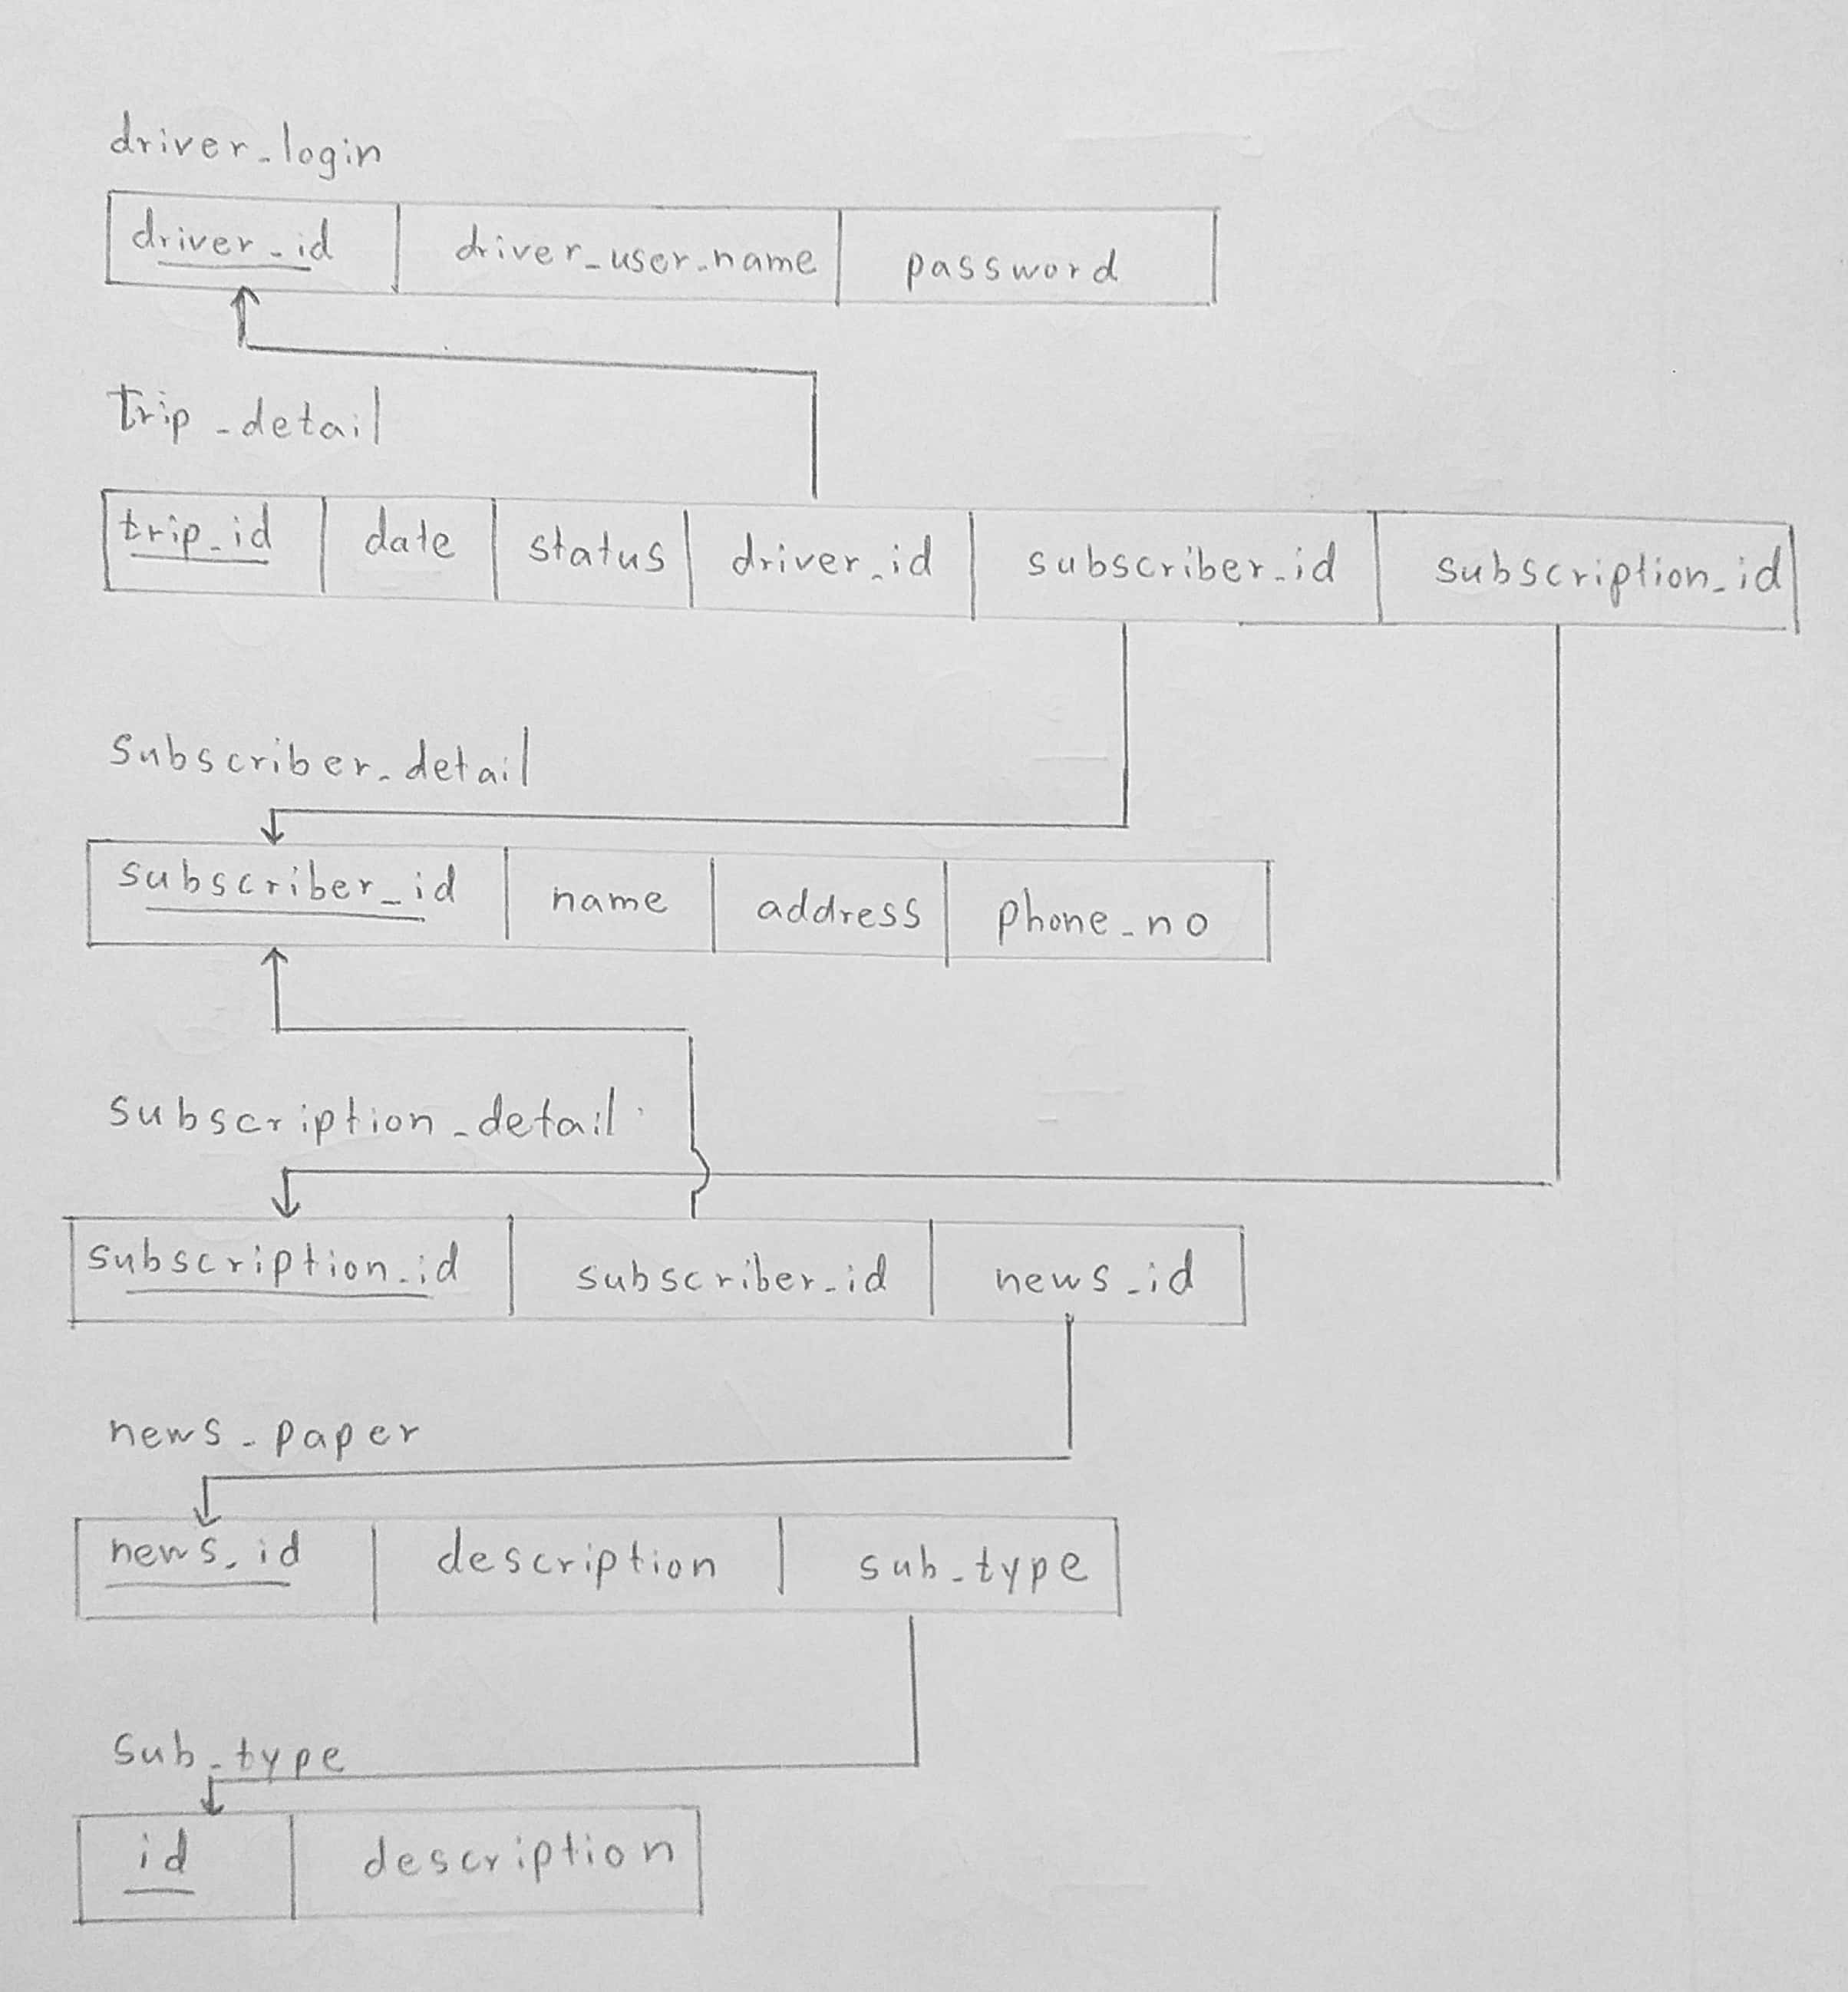 driver_login
driver_id driver_user_name password
trip_detail
trip_id date status driver_id subscriber_id subscription_id
subscriber_detail
subscriber_id name address phone_no
subscription_detail
subscription_id subscriber_id news_id
news_paper
news_id description sub_type
sub_type
id description